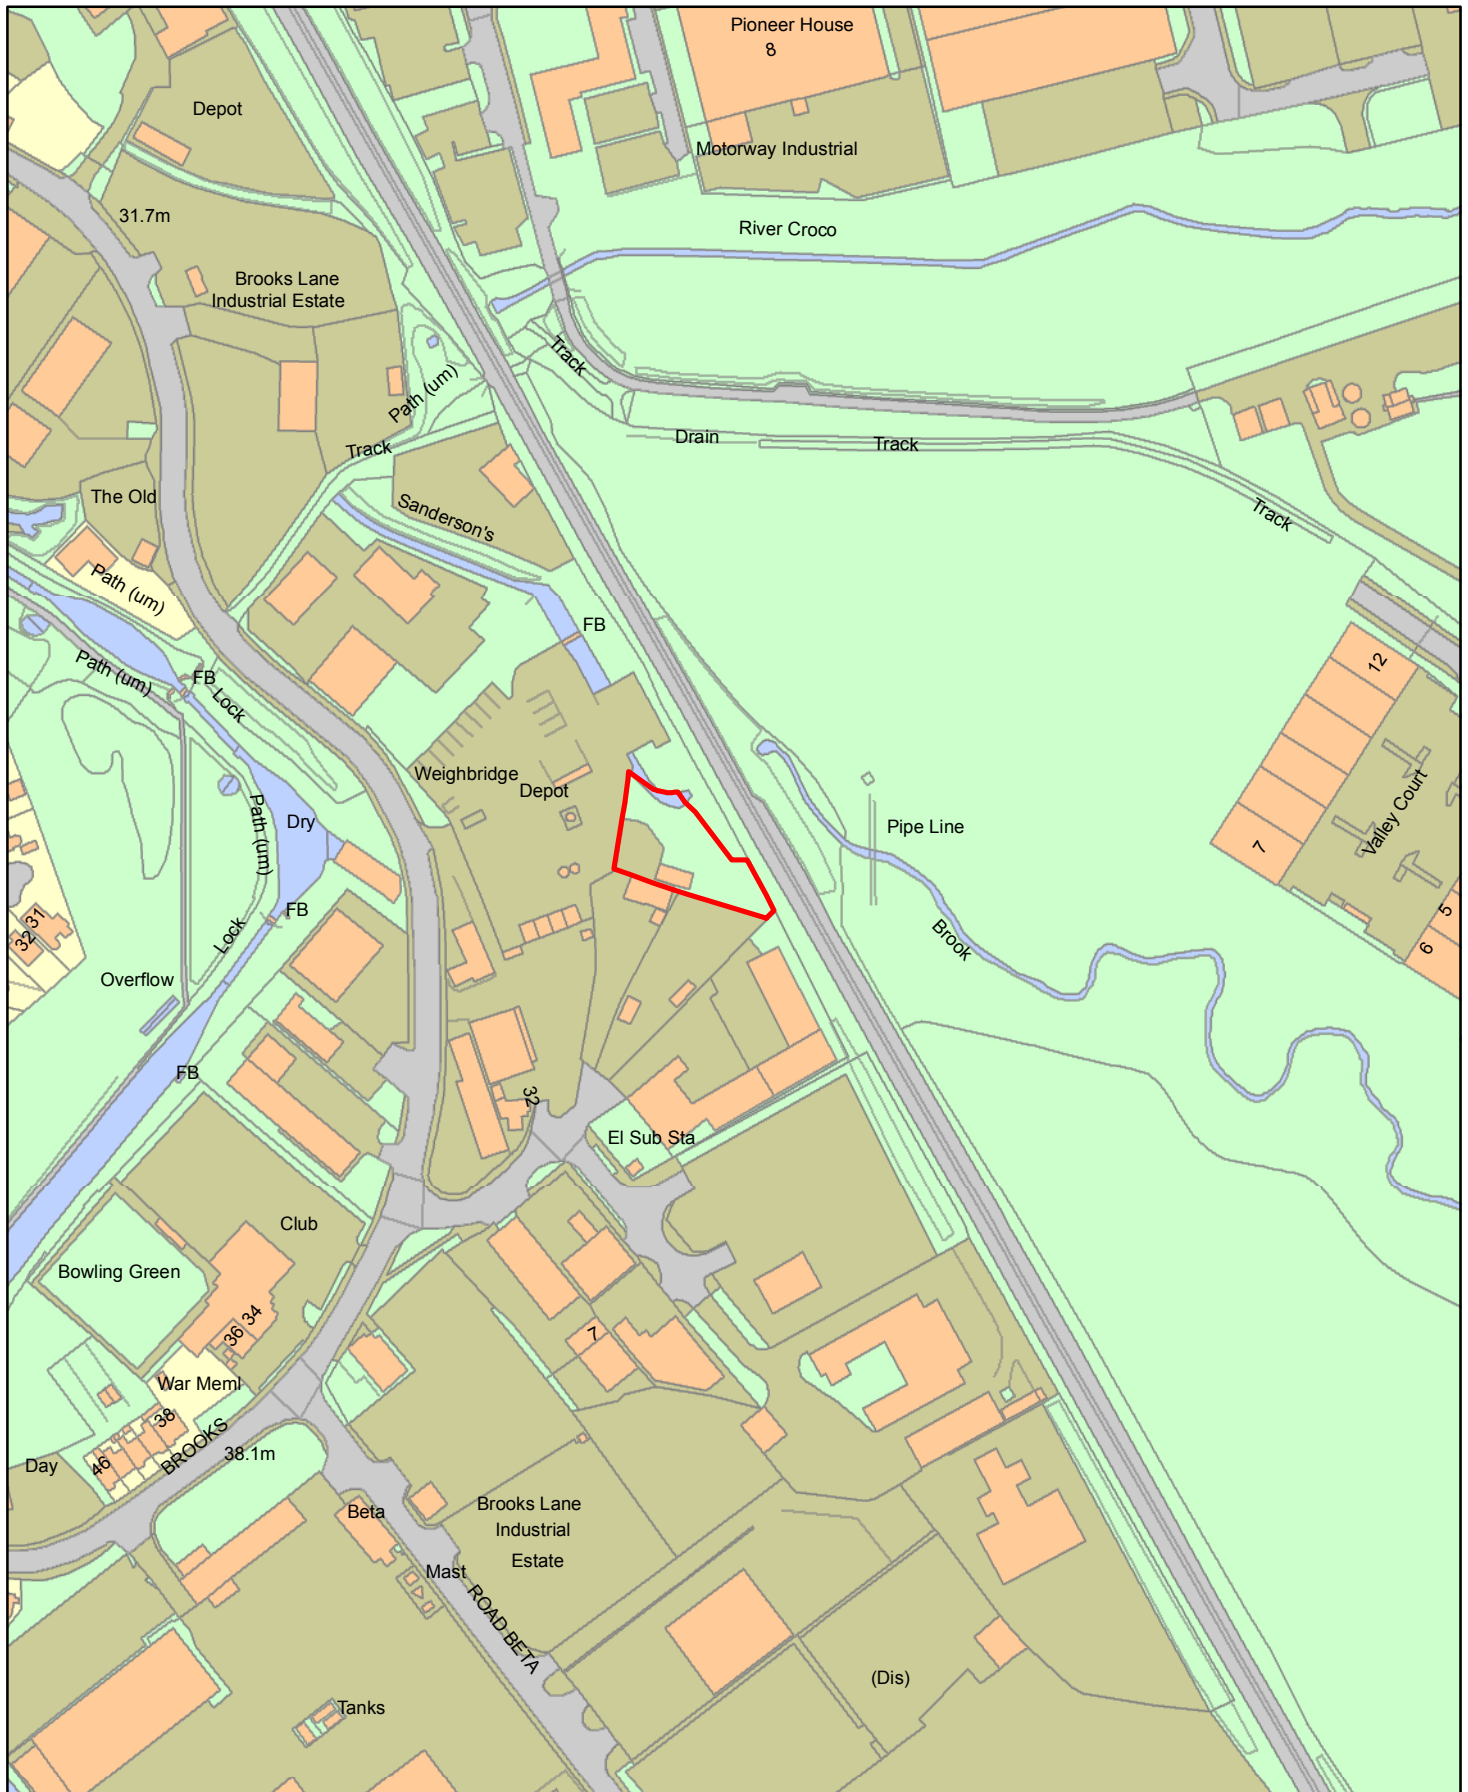 Pioneer House
8
Depot
Motorway Industrial
31.7m
River Croco
Brooks Lane
Industrial Estate
Track
Path (um)
Drain
Track
Track
The Old
Sanderson's
Track
Path (um)
FB
Path (um)
FB
Lock
12
Weighbridge
Depot
Dry
Path (um)
Pipe Line
Valley Court
7
31
32
FB
Lock
5
6
Brook
Overflow
FB
32
El Sub Sta
Club
Bowling Green
34
36
7
War Meml
38
BROOKS
38.1m
Day
46
Beta
Brooks Lane
Industrial
Estate
Mast
ROAD BETA
(Dis)
Tanks